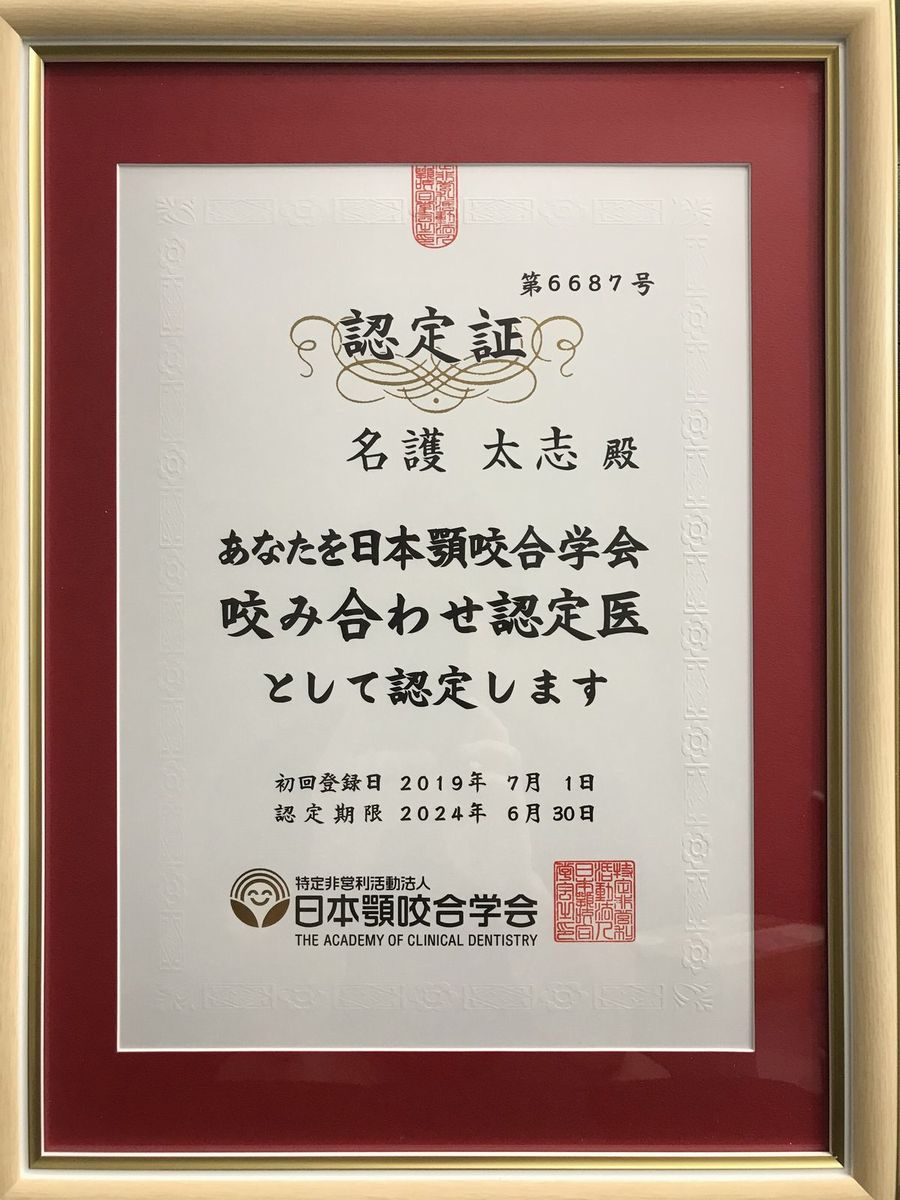 第6687号
認定証
名護 太志 殿
あなたを日本顎咬合学会
咬み合わせ認定医
として認定します
初回登録日 2019年 7月 1日
認定期限 2024年 6月 30日
特定非営利活動法人
日本顎咬合学会
THE ACADEMY OF CLINICAL DENTISTRY